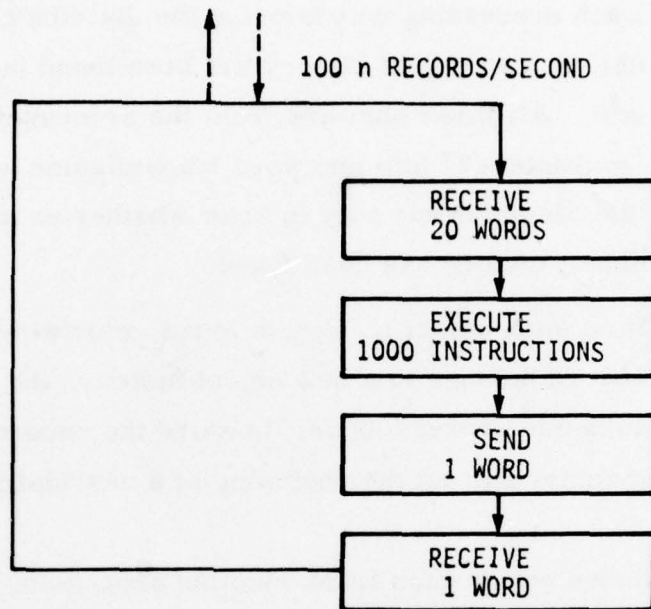 100 n RECORDS/SECOND
RECEIVE
20 WORDS
EXECUTE
1000 INSTRUCTIONS
SEND
1 WORD
RECEIVE
1 WORD